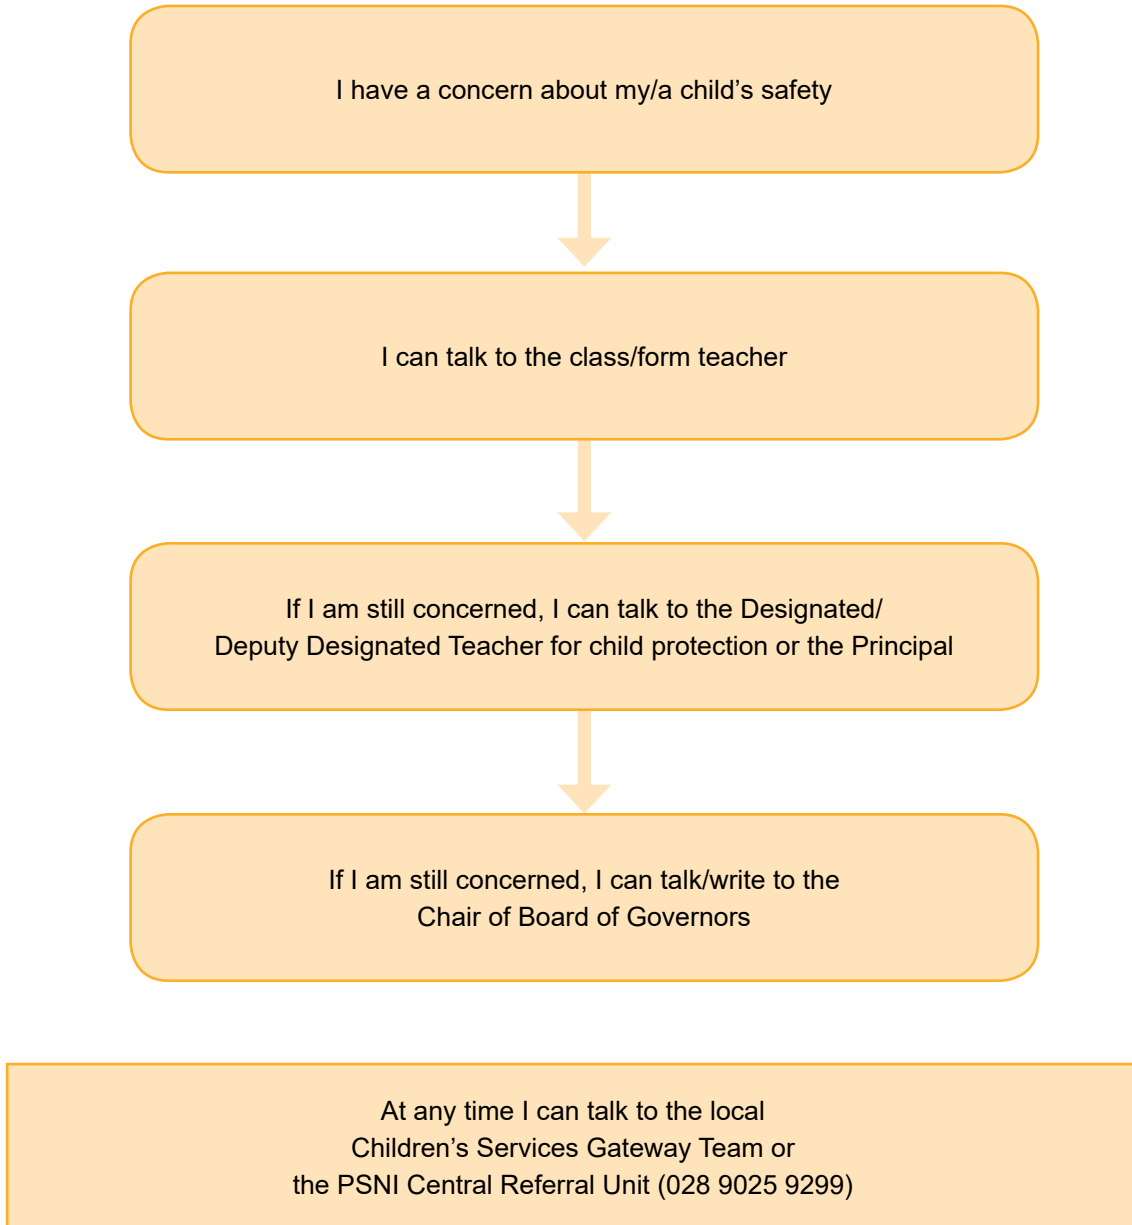 I have a concern about my/a child’s safety
I can talk to the class/form teacher
If I am still concerned, I can talk to the Designated/
Deputy Designated Teacher for child protection or the Principal
If I am still concerned, I can talk/write to the
Chair of Board of Governors
At any time I can talk to the local
Children’s Services Gateway Team or
the PSNI Central Referral Unit (028 9025 9299)